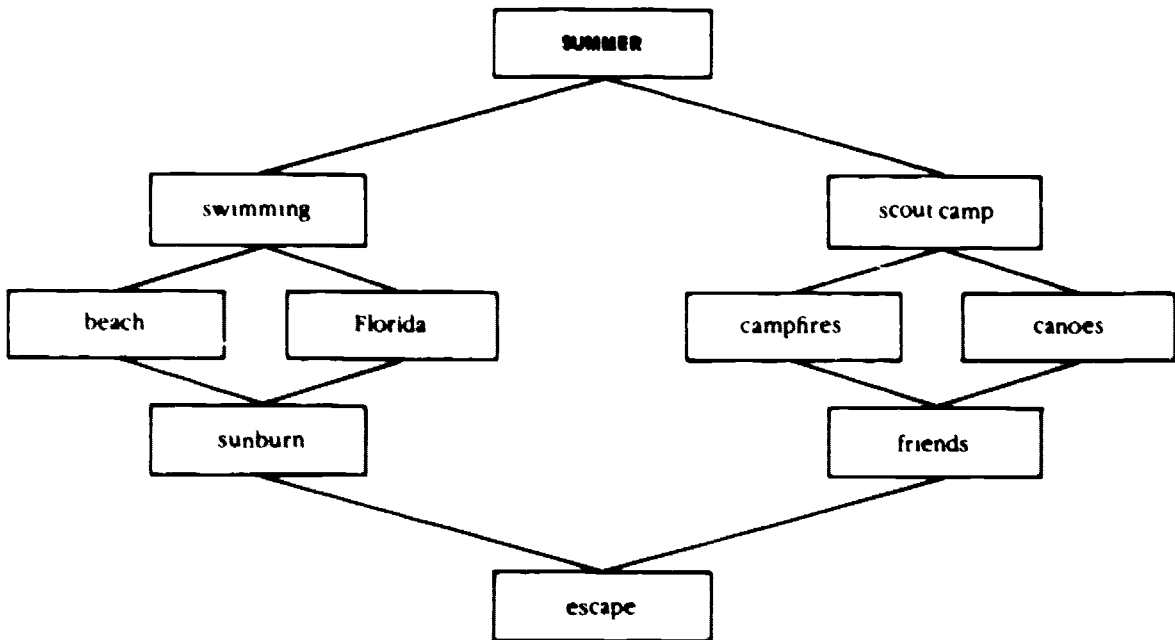 SUMMER
swimming
scout camp
beach
Florida
campfires
canoes
sunburn
friends
escape